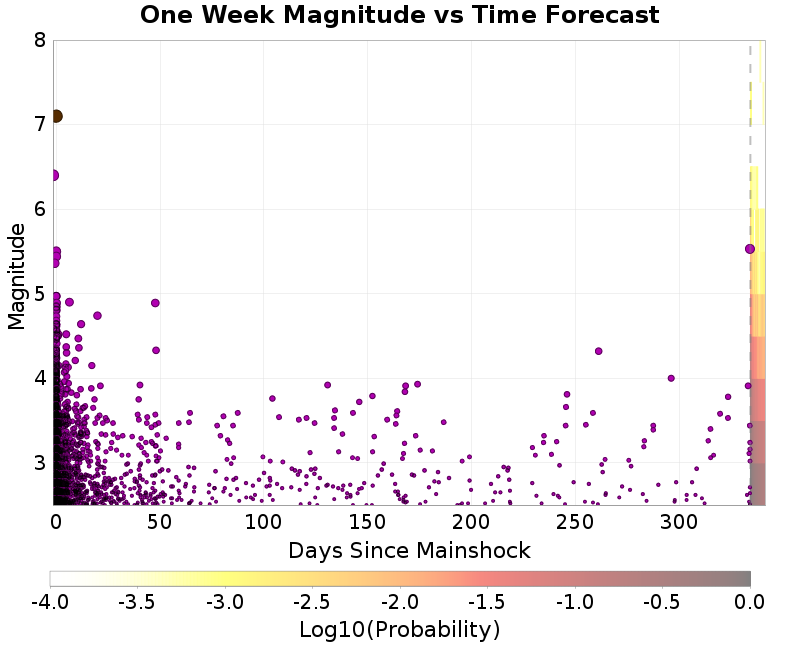 One Week Magnitude vs Time Forecast
8
7
6
5
4
3
Magnitude
0 50 100 150 200 250 300
Days Since Mainshock
-4.0 -3.5 -3.0 -2.5 -2.0 -1.5 -1.0 -0.5 0.0
Log10(Probability)